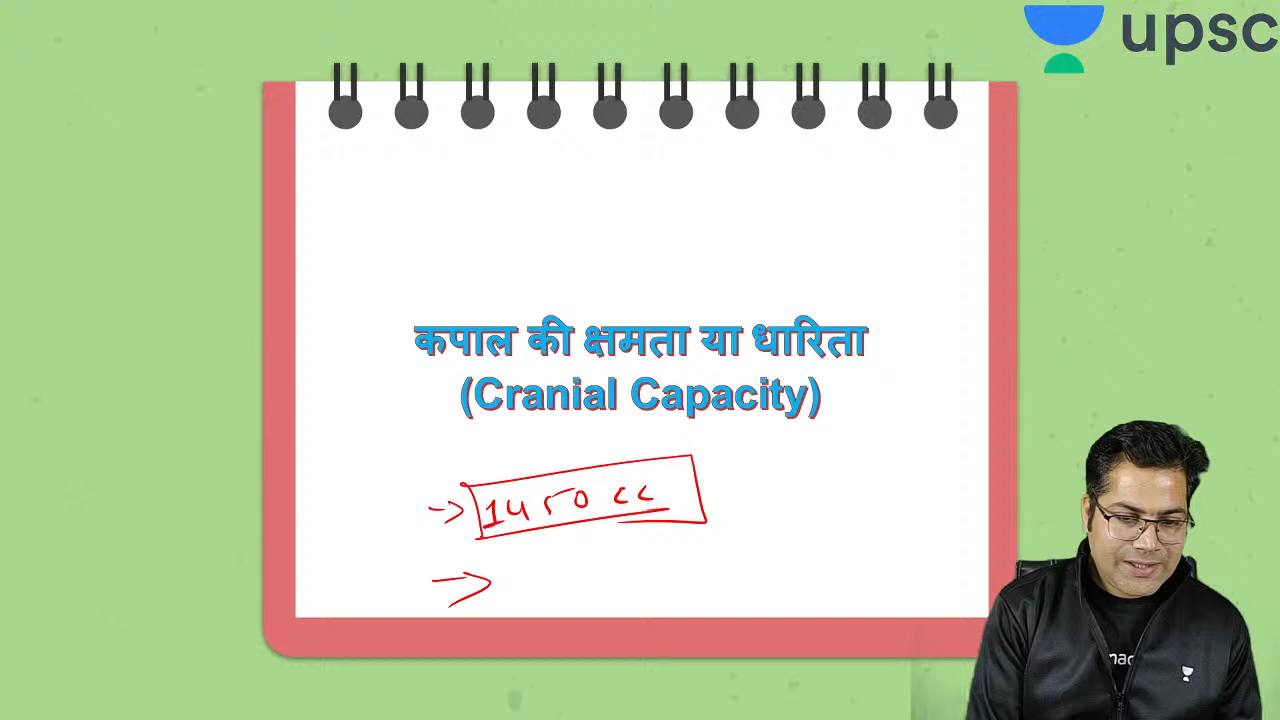 upsc
कपाल की क्षमता या धारिता
(Cranial Capacity)
→ 1450 cc
→